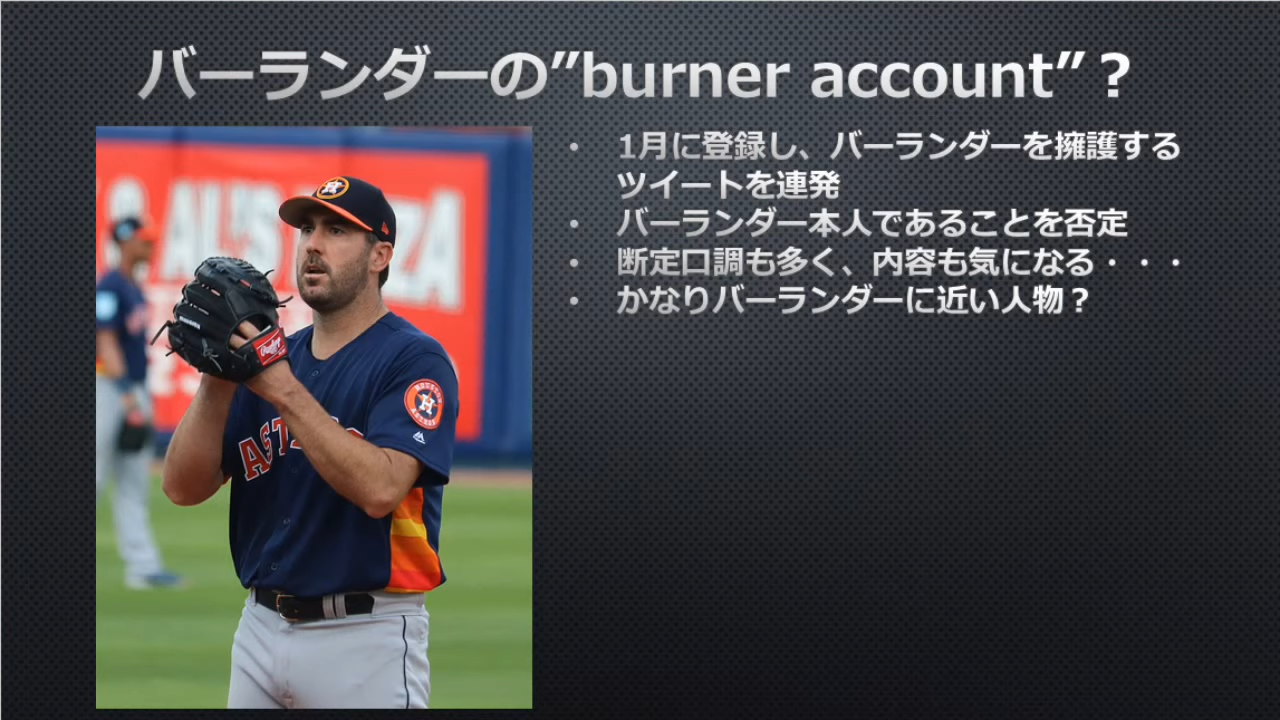 バーランダーの”burner account”？
• 1月に登録し、バーランダーを擁護する
ツイートを連発
• バーランダー本人であることを否定
• 断定口調も多く、内容も気になる・・・
• かなりバーランダーに近い人物？
H
Rawlings
HOUSTON
ASTROS
H